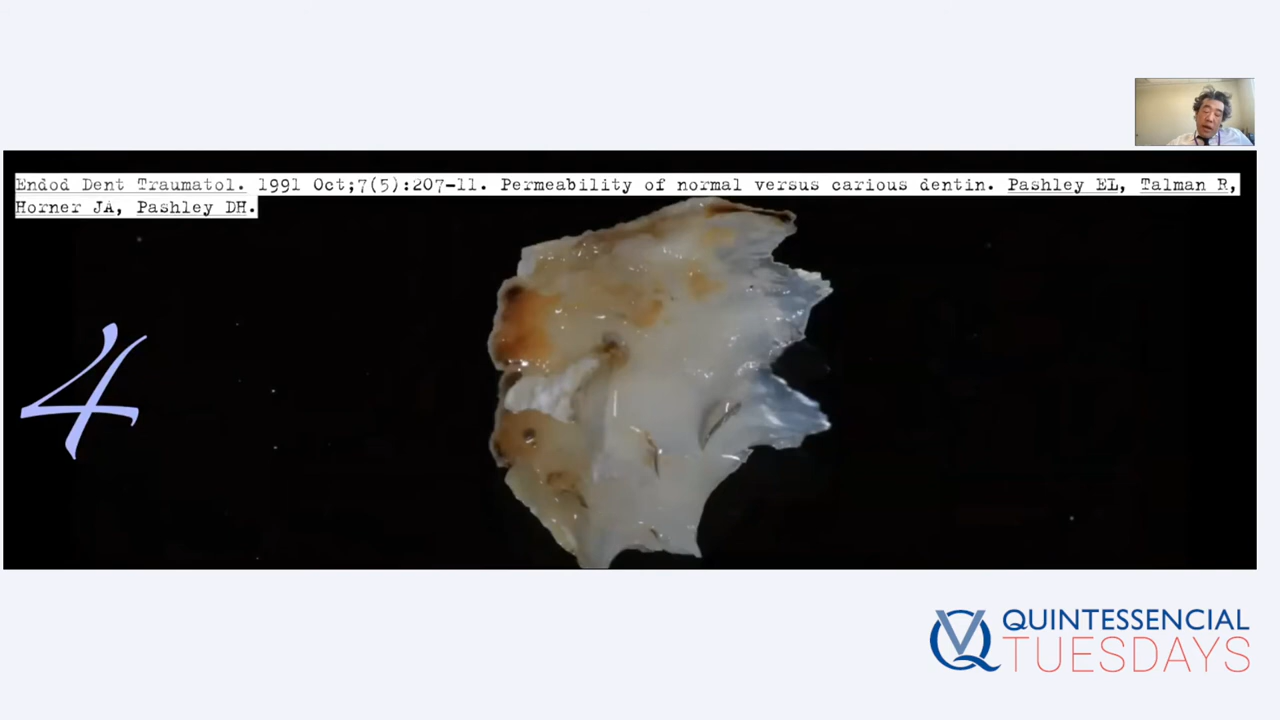 Endod Dent Traumatol. 1991 Oct;7(5):207-11. Permeability of normal versus carious dentin. Pashley EL, Talman R,
Horner JA, Pashley DH.
4
QUINTESSENCIAL
TUESDAYS